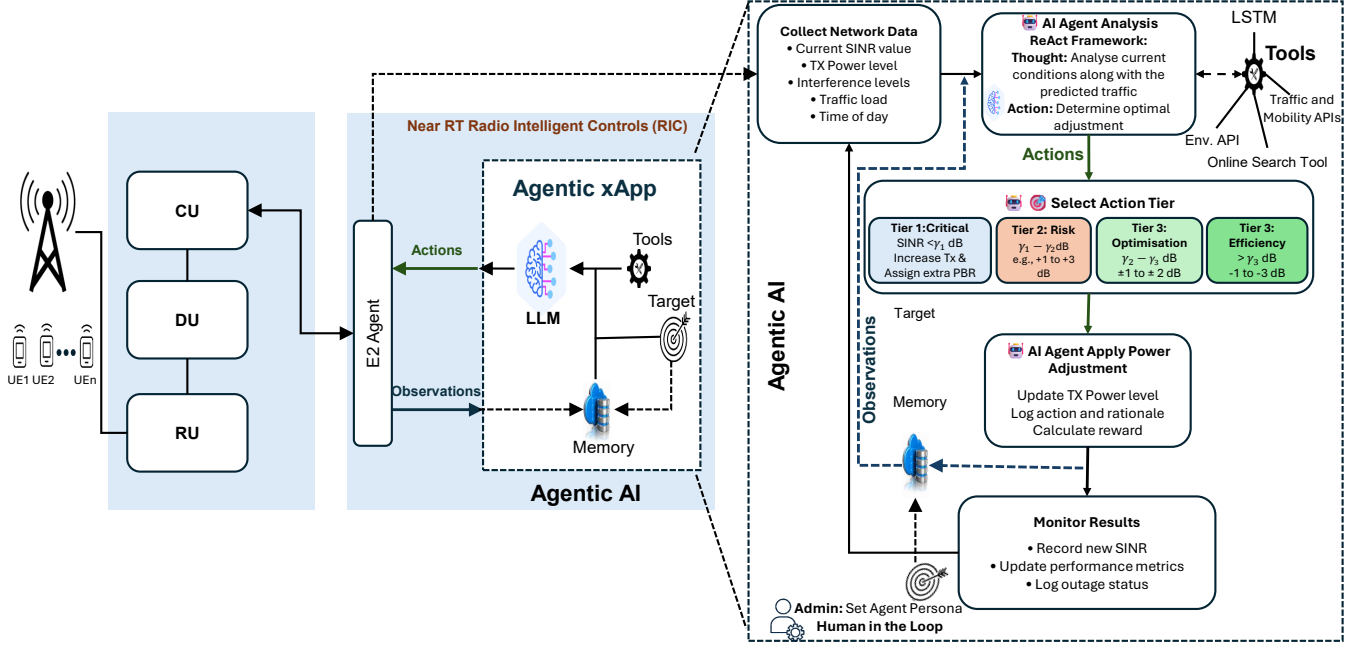 CU
DU
RU
UE1 UE2 UEn
Near RT Radio Intelligent Controls (RIC)
E2 Agent
Agentic xApp
Actions
LLM
Tools
Target
Observations
Memory
Agentic AI
Agentic AI
Collect Network Data
• Current SINR value
• TX Power level
• Interference levels
• Traffic load
• Time of day
AI Agent Analysis
ReAct Framework:
Thought: Analyse current
conditions along with the
predicted traffic
Action: Determine optimal
adjustment
LSTM
Tools
Traffic and
Mobility APIs
Env. API
Online Search Tool
Actions
Select Action Tier
Tier 1:Critical
SINR <γ₁ dB
Increase Tx &
Assign extra PBR
Tier 2: Risk
γ₁ − γ₂dB
e.g., +1 to +3
dB
Tier 3:
Optimisation
γ₂ − γ₃ dB
±1 to ± 2 dB
Tier 3:
Efficiency
> γ₃ dB
-1 to -3 dB
Target
Observations
AI Agent Apply Power
Adjustment
Update TX Power level
Log action and rationale
Calculate reward
Memory
Monitor Results
• Record new SINR
• Update performance metrics
• Log outage status
Admin: Set Agent Persona
Human in the Loop